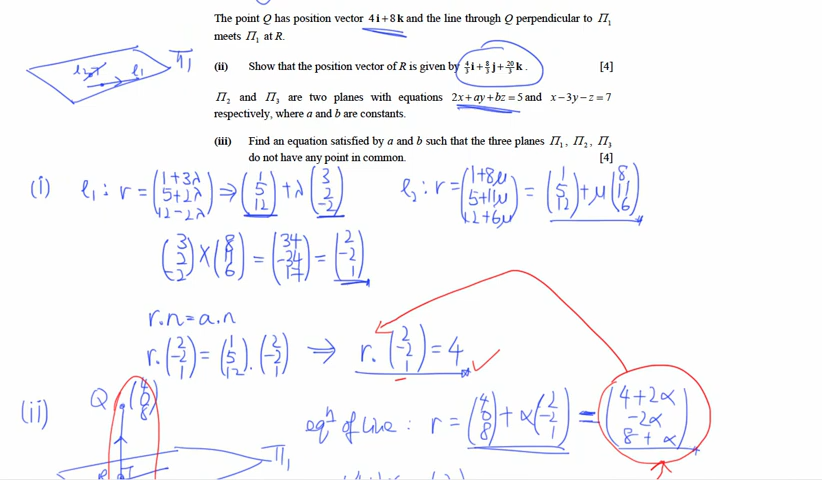 The point Q has position vector 4i+8k and the line through Q perpendicular to Π₁
meets Π₁ at R.
(ii) Show that the position vector of R is given by 4/3 i + 8/3 j + 20/3 k. [4]
Π₂ and Π₃ are two planes with equations 2x+ay+bz=5 and x−3y−z=7
respectively, where a and b are constants.
(iii) Find an equation satisfied by a and b such that the three planes Π₁, Π₂, Π₃
do not have any point in common. [4]
l₁ Π₁
(i) l₁ : r = (1+3λ, 5+2λ, 12−2λ) ⇒ (1, 5, 12) + λ (3, 2, −2)
l₂ : r = (1+8μ, 5+11μ, 12+6μ) = (1, 5, 12) + μ (8, 11, 6)
(3, 2, −2) × (8, 11, 6) = (34, −34, 17) = (2, −2, 1)
r.n = a.n
r. (2, −2, 1) = (1, 5, 12) . (2, −2, 1) ⇒ r. (2, −2, 1) = 4
(ii) Q (4, 0, 8)
Π₁
eqⁿ of line : r = (4, 0, 8) + α (2, −2, 1) = (4+2α, −2α, 8+α)